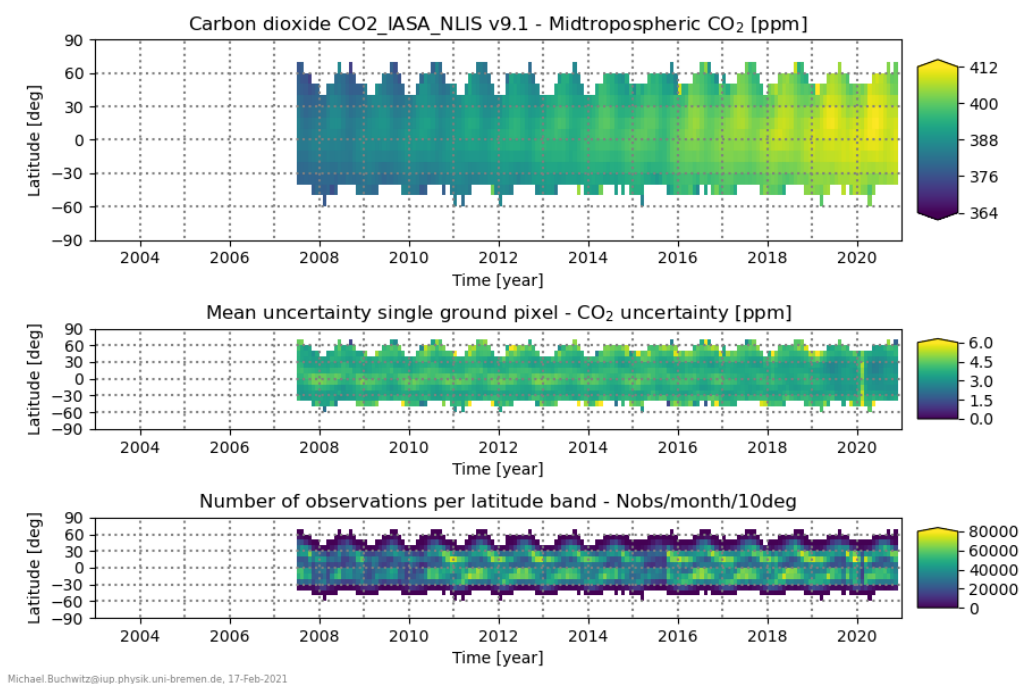 Carbon dioxide CO2_IASA_NLIS v9.1 - Midtropospheric CO₂ [ppm]
90
60
30
0
−30
−60
−90
Latitude [deg]
2004 2006 2008 2010 2012 2014 2016 2018 2020
Time [year]
412
400
388
376
364
Mean uncertainty single ground pixel - CO₂ uncertainty [ppm]
90
60
30
0
−30
−60
−90
Latitude [deg]
2004 2006 2008 2010 2012 2014 2016 2018 2020
Time [year]
6.0
4.5
3.0
1.5
0.0
Number of observations per latitude band - Nobs/month/10deg
90
60
30
0
−30
−60
−90
Latitude [deg]
2004 2006 2008 2010 2012 2014 2016 2018 2020
Time [year]
80000
60000
40000
20000
0
Michael.Buchwitz@iup.physik.uni-bremen.de, 17-Feb-2021